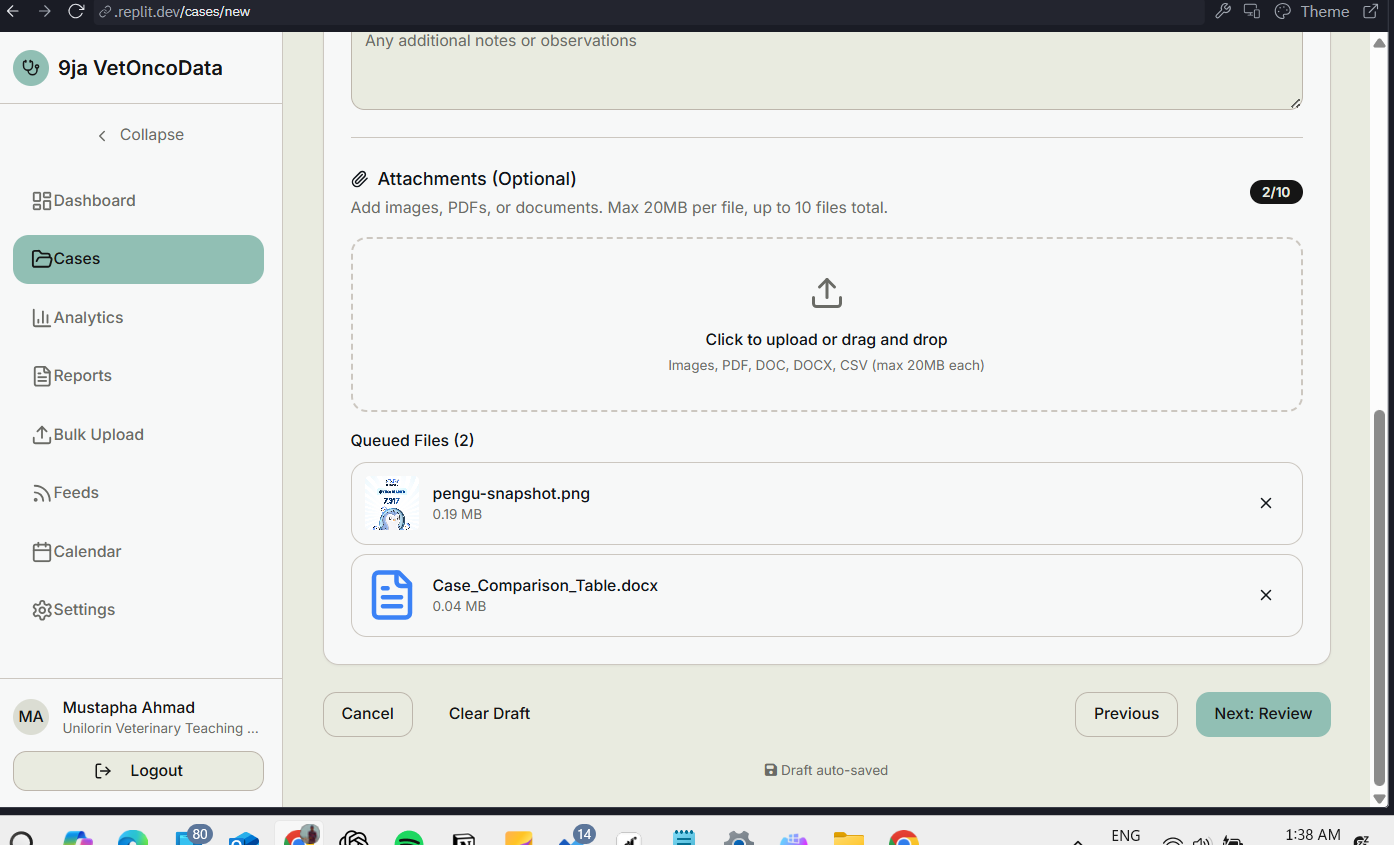 .replit.dev/cases/new
Theme
9ja VetOncoData
Collapse
Dashboard
Cases
Analytics
Reports
Bulk Upload
Feeds
Calendar
Settings
MA
Mustapha Ahmad
Unilorin Veterinary Teaching ...
Logout
Any additional notes or observations
Attachments (Optional)
2/10
Add images, PDFs, or documents. Max 20MB per file, up to 10 files total.
Click to upload or drag and drop
Images, PDF, DOC, DOCX, CSV (max 20MB each)
Queued Files (2)
7,317
pengu-snapshot.png
0.19 MB
Case_Comparison_Table.docx
0.04 MB
Cancel
Clear Draft
Previous
Next: Review
Draft auto-saved
80
14
ENG
1:38 AM